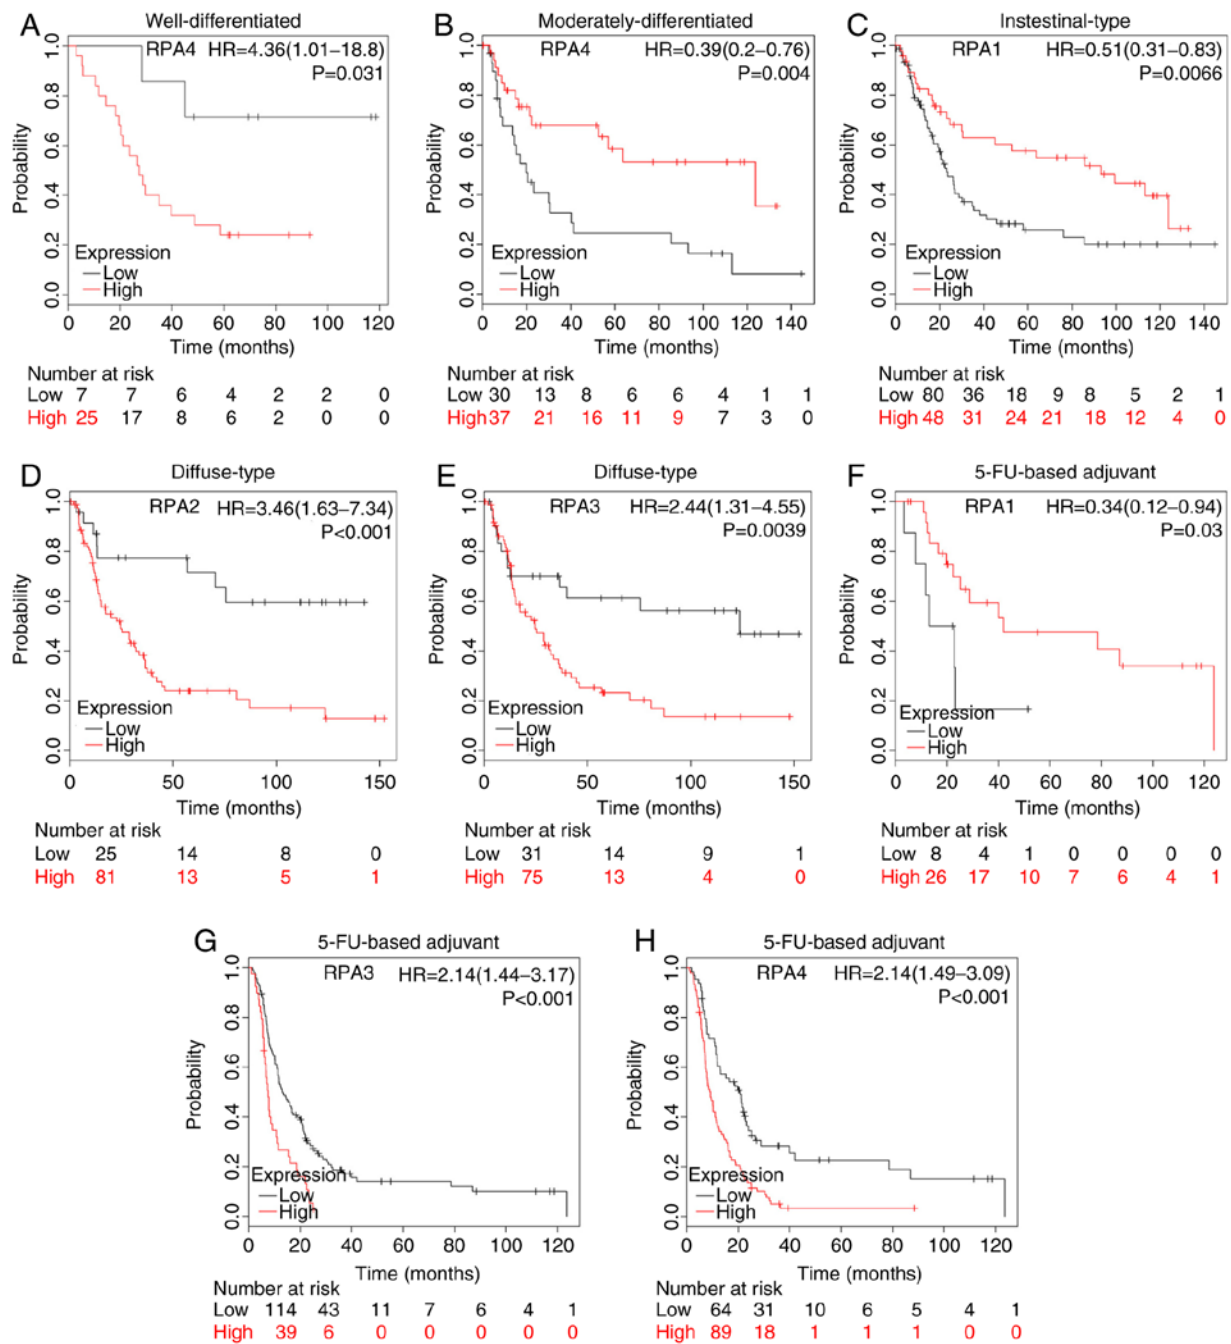 A Well-differentiated
RPA4 HR=4.36(1.01–18.8)
P=0.031
Probability
1.0
0.8
0.6
0.4
0.2
0.0
Expression
Low
High
0 20 40 60 80 100 120
Time (months)
Number at risk
Low 7 7 6 4 2 2 0
High 25 17 8 6 2 0 0
B Moderately-differentiated
RPA4 HR=0.39(0.2–0.76)
P=0.004
Probability
1.0
0.8
0.6
0.4
0.2
0.0
Expression
Low
High
0 20 40 60 80 100 120 140
Time (months)
Number at risk
Low 30 13 8 6 6 4 1 1
High 37 21 16 11 9 7 3 0
C Instestinal-type
RPA1 HR=0.51(0.31–0.83)
P=0.0066
Probability
1.0
0.8
0.6
0.4
0.2
0.0
Expression
Low
High
0 20 40 60 80 100 120 140
Time (months)
Number at risk
Low 80 36 18 9 8 5 2 1
High 48 31 24 21 18 12 4 0
D Diffuse-type
RPA2 HR=3.46(1.63–7.34)
P<0.001
Probability
1.0
0.8
0.6
0.4
0.2
0.0
Expression
Low
High
0 50 100 150
Time (months)
Number at risk
Low 25 14 8 0
High 81 13 5 1
E Diffuse-type
RPA3 HR=2.44(1.31–4.55)
P=0.0039
Probability
1.0
0.8
0.6
0.4
0.2
0.0
Expression
Low
High
0 50 100 150
Time (months)
Number at risk
Low 31 14 9 1
High 75 13 4 0
F 5-FU-based adjuvant
RPA1 HR=0.34(0.12–0.94)
P=0.03
Probability
1.0
0.8
0.6
0.4
0.2
0.0
Expression
Low
High
0 20 40 60 80 100 120
Time (months)
Number at risk
Low 8 4 1 0 0 0 0
High 26 17 10 7 6 4 1
G 5-FU-based adjuvant
RPA3 HR=2.14(1.44–3.17)
P<0.001
Probability
1.0
0.8
0.6
0.4
0.2
0.0
Expression
Low
High
0 20 40 60 80 100 120
Time (months)
Number at risk
Low 114 43 11 7 6 4 1
High 39 6 0 0 0 0 0
H 5-FU-based adjuvant
RPA4 HR=2.14(1.49–3.09)
P<0.001
Probability
1.0
0.8
0.6
0.4
0.2
0.0
Expression
Low
High
0 20 40 60 80 100 120
Time (months)
Number at risk
Low 64 31 10 6 5 4 1
High 89 18 1 1 1 0 0